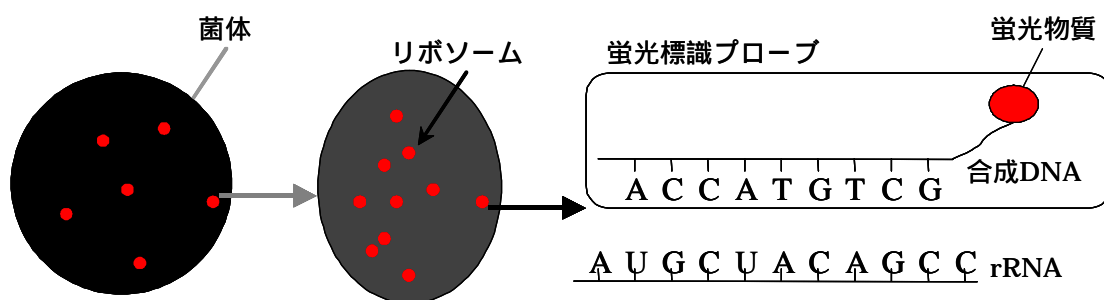 菌体
リボソーム
蛍光標識プローブ
蛍光物質
A C C A T G T C G
合成DNA
A U G C U A C A G C C
rRNA